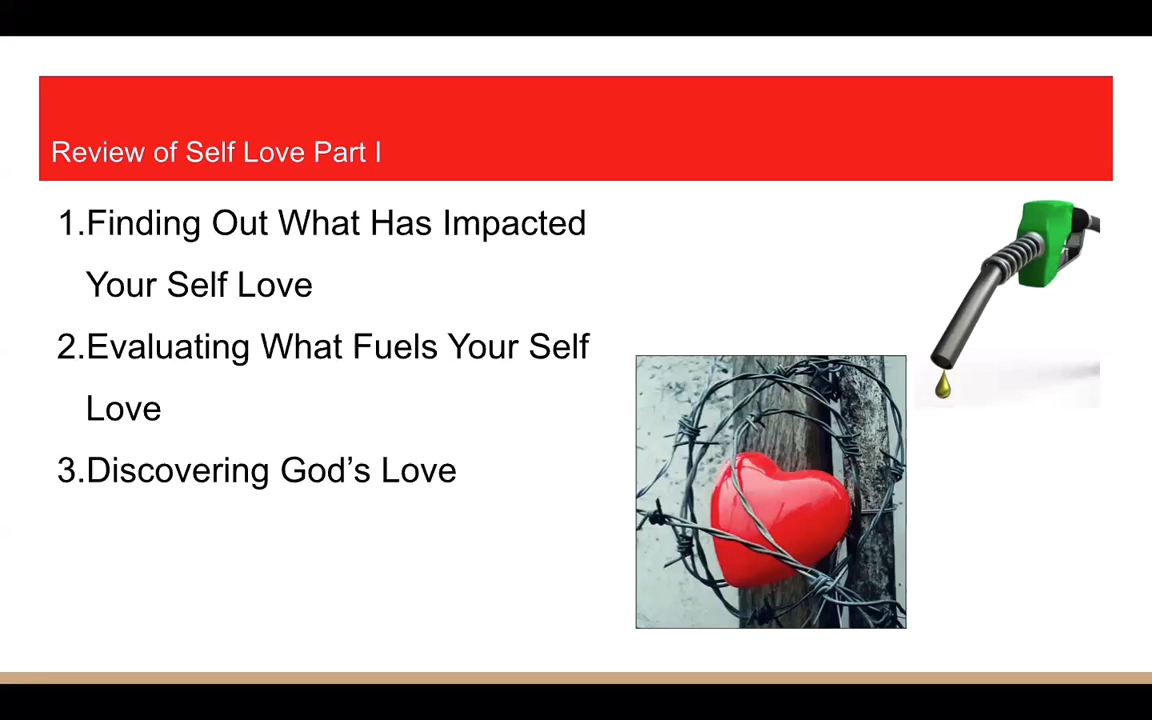 Review of Self Love Part I
1.Finding Out What Has Impacted
Your Self Love
2.Evaluating What Fuels Your Self
Love
3.Discovering God’s Love